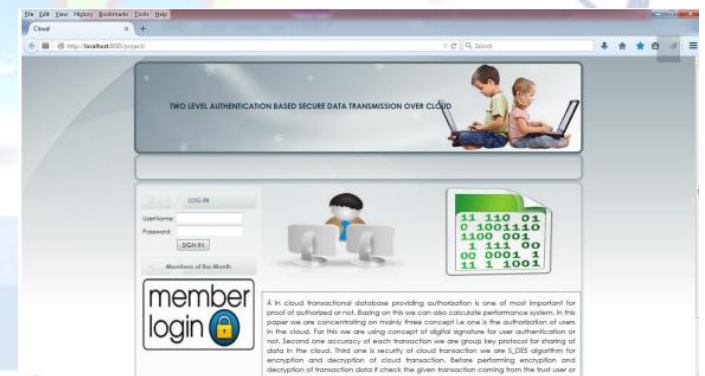 File Edit View History Bookmarks Tools Help
Cloud
http://localhost:8085/project/
Search
TWO LEVEL AUTHENTICATION BASED SECURE DATA TRANSMISSION OVER CLOUD
LOG IN
UserName:
Password:
SIGN IN
Members of the Month
member
login
11 110 01
0 1001110
1100 001
1 111 00
00 0001 1
11 1 1001
Â In cloud transactional database providing authorization is one of most important for
proof of authorized or not. Basing on this we can also calculate performance system. In this
paper we are concentrating on mainly three concept i.e one is the authorization of users
in the cloud. For this we are using concept of digital signature for user authentication or
not. Second one accuracy of each transaction we are group key protocol for sharing of
data in the cloud. Third one is security of cloud transaction we are S_DES algorithm for
encryption and decryption of cloud transaction. Before performing encryption and
decryption of transaction data it check the given transaction coming from the trust user or